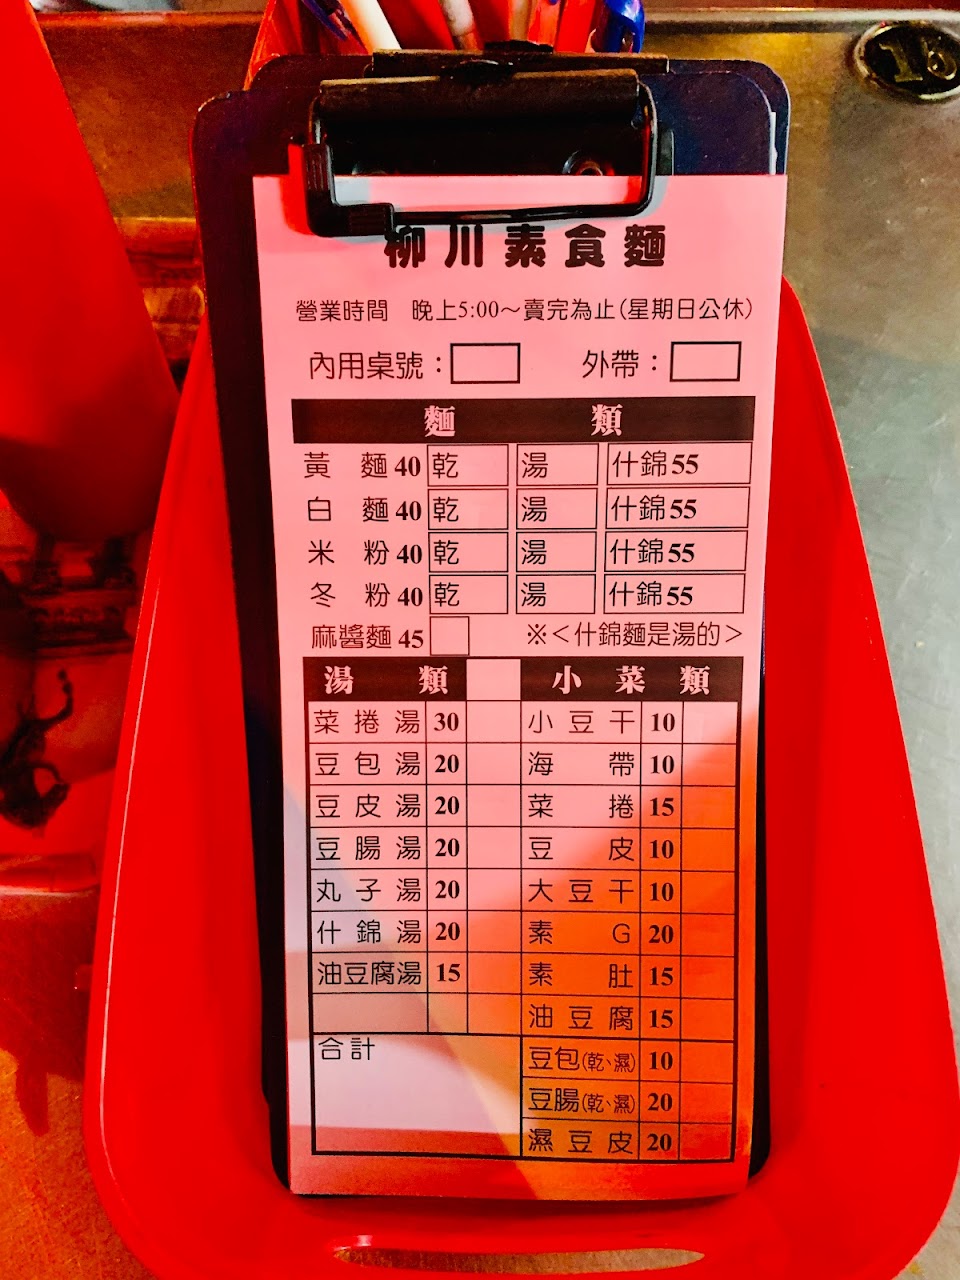 16
柳川素食麵
營業時間 晚上5:00～賣完為止(星期日公休)
內用桌號： 外帶：
麵 類
黃麵 40 乾 湯 什錦55
白麵 40 乾 湯 什錦55
米粉 40 乾 湯 什錦55
冬粉 40 乾 湯 什錦55
麻醬麵 45 ※＜什錦麵是湯的＞
湯類 小菜類
菜捲湯 30 小豆干 10
豆包湯 20 海帶 10
豆皮湯 20 菜捲 15
豆腸湯 20 豆皮 10
丸子湯 20 大豆干 10
什錦湯 20 素G 20
油豆腐湯 15 素肚 15
油豆腐 15
合計 豆包(乾、濕) 10
豆腸(乾、濕) 20
濕豆皮 20